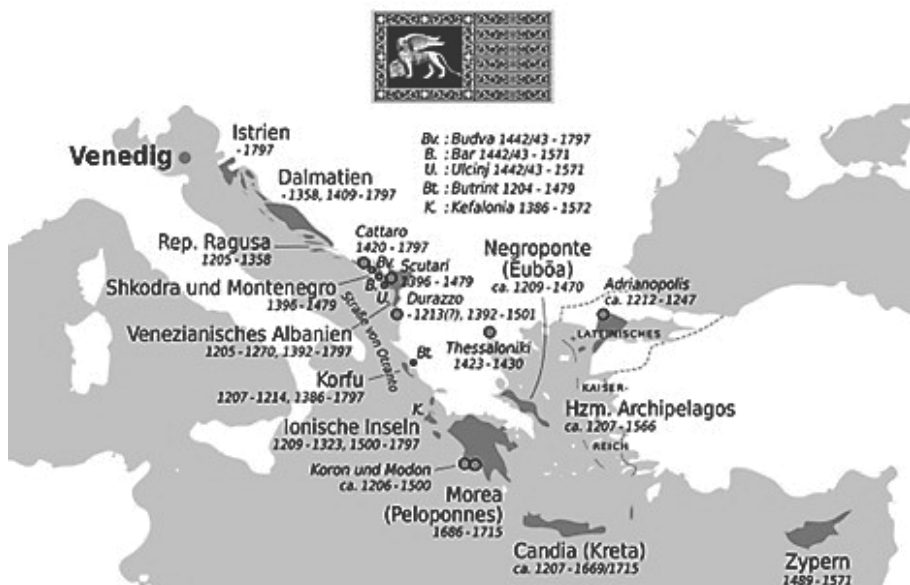 Venedig
Istrien
- 1797
Dalmatien
- 1358, 1409 - 1797
Bv. : Budva 1442/43 - 1797
B. : Bar 1442/43 - 1571
U. : Ulcinj 1442/43 - 1571
Bt. : Butrint 1204 - 1479
K. : Kefalonia 1386 - 1572
Rep. Ragusa
1205 - 1358
Cattaro
1420 - 1797
Bv.
B.
U.
Scutari
1396 - 1479
Shkodra und Montenegro
1396 - 1479
Durazzo
- 1213(?), 1392 - 1501
Venezianisches Albanien
1205 - 1270, 1392 - 1797
Straße von Otranto
Negroponte
(Euböa)
ca. 1209 - 1470
Adrianopolis
ca. 1212 - 1247
LATEINISCHES
KAISER-
REICH
Thessaloniki
1423 - 1430
Bt.
Korfu
1207 - 1214, 1386 - 1797
K.
Ionische Inseln
1209 - 1323, 1500 - 1797
Hzm. Archipelagos
ca. 1207 - 1566
Koron und Modon
ca. 1206 - 1500
Morea
(Peloponnes)
1686 - 1715
Candia (Kreta)
ca. 1207 - 1669/1715
Zypern
1489 - 1571